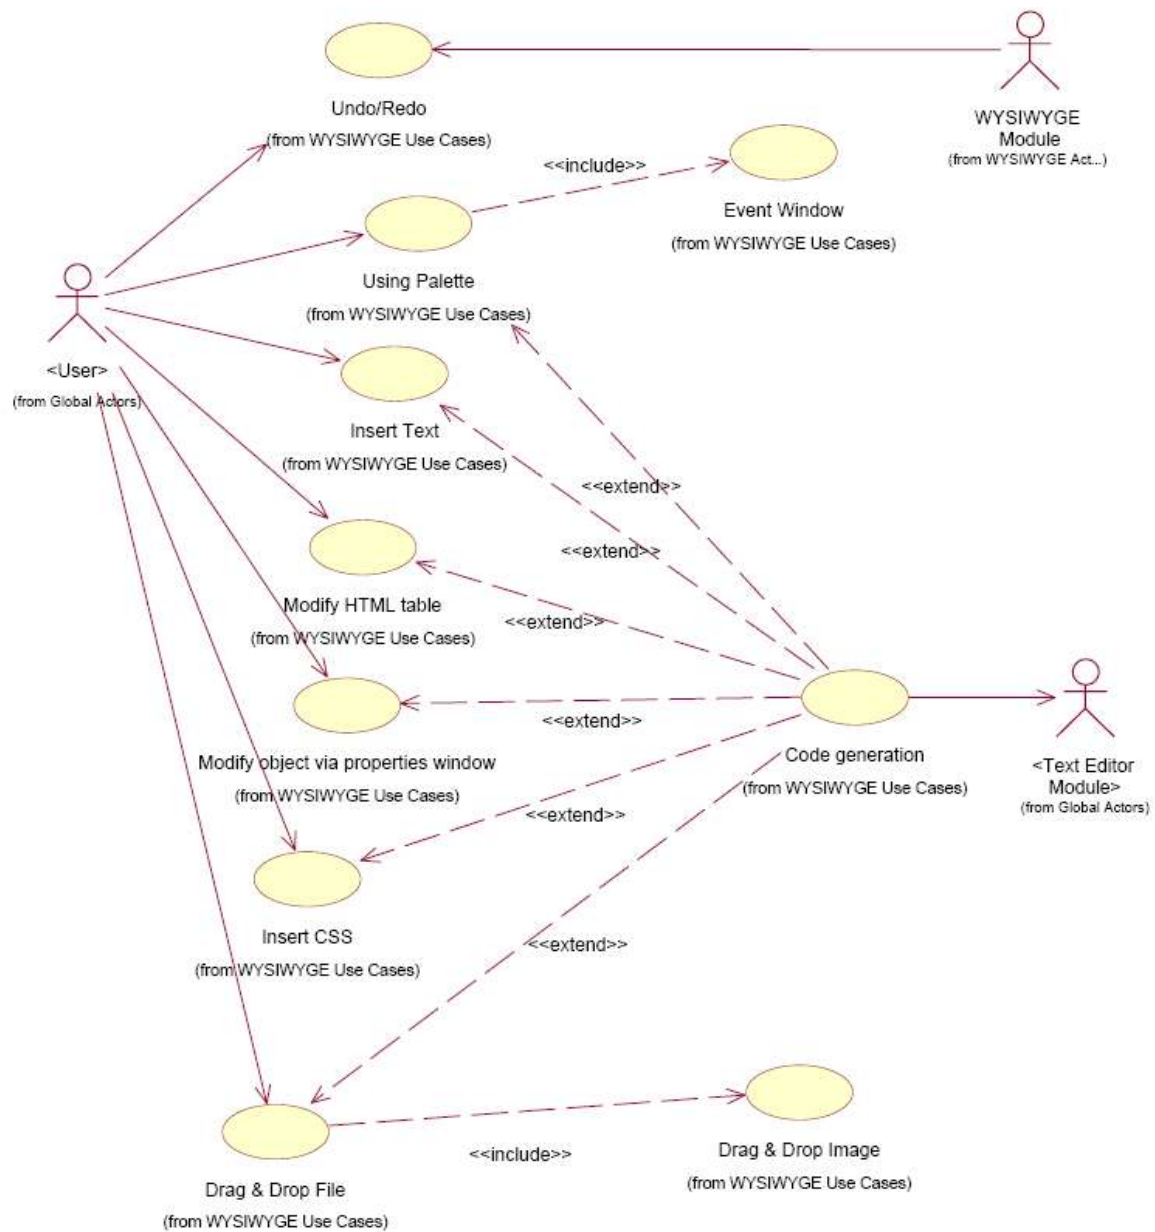 Undo/Redo
(from WYSIWYGE Use Cases)
WYSIWYGE
Module
(from WYSIWYGE Act...)
<<include>>
Event Window
(from WYSIWYGE Use Cases)
Using Palette
(from WYSIWYGE Use Cases)
<User>
(from Global Actors)
Insert Text
(from WYSIWYGE Use Cases)
<<extend>>
<<extend>>
Modify HTML table
(from WYSIWYGE Use Cases)
<<extend>>
<<extend>>
Modify object via properties window
(from WYSIWYGE Use Cases)
Code generation
(from WYSIWYGE Use Cases)
<Text Editor
Module>
(from Global Actors)
<<extend>>
Insert CSS
(from WYSIWYGE Use Cases)
<<extend>>
Drag & Drop File
(from WYSIWYGE Use Cases)
<<include>>
Drag & Drop Image
(from WYSIWYGE Use Cases)